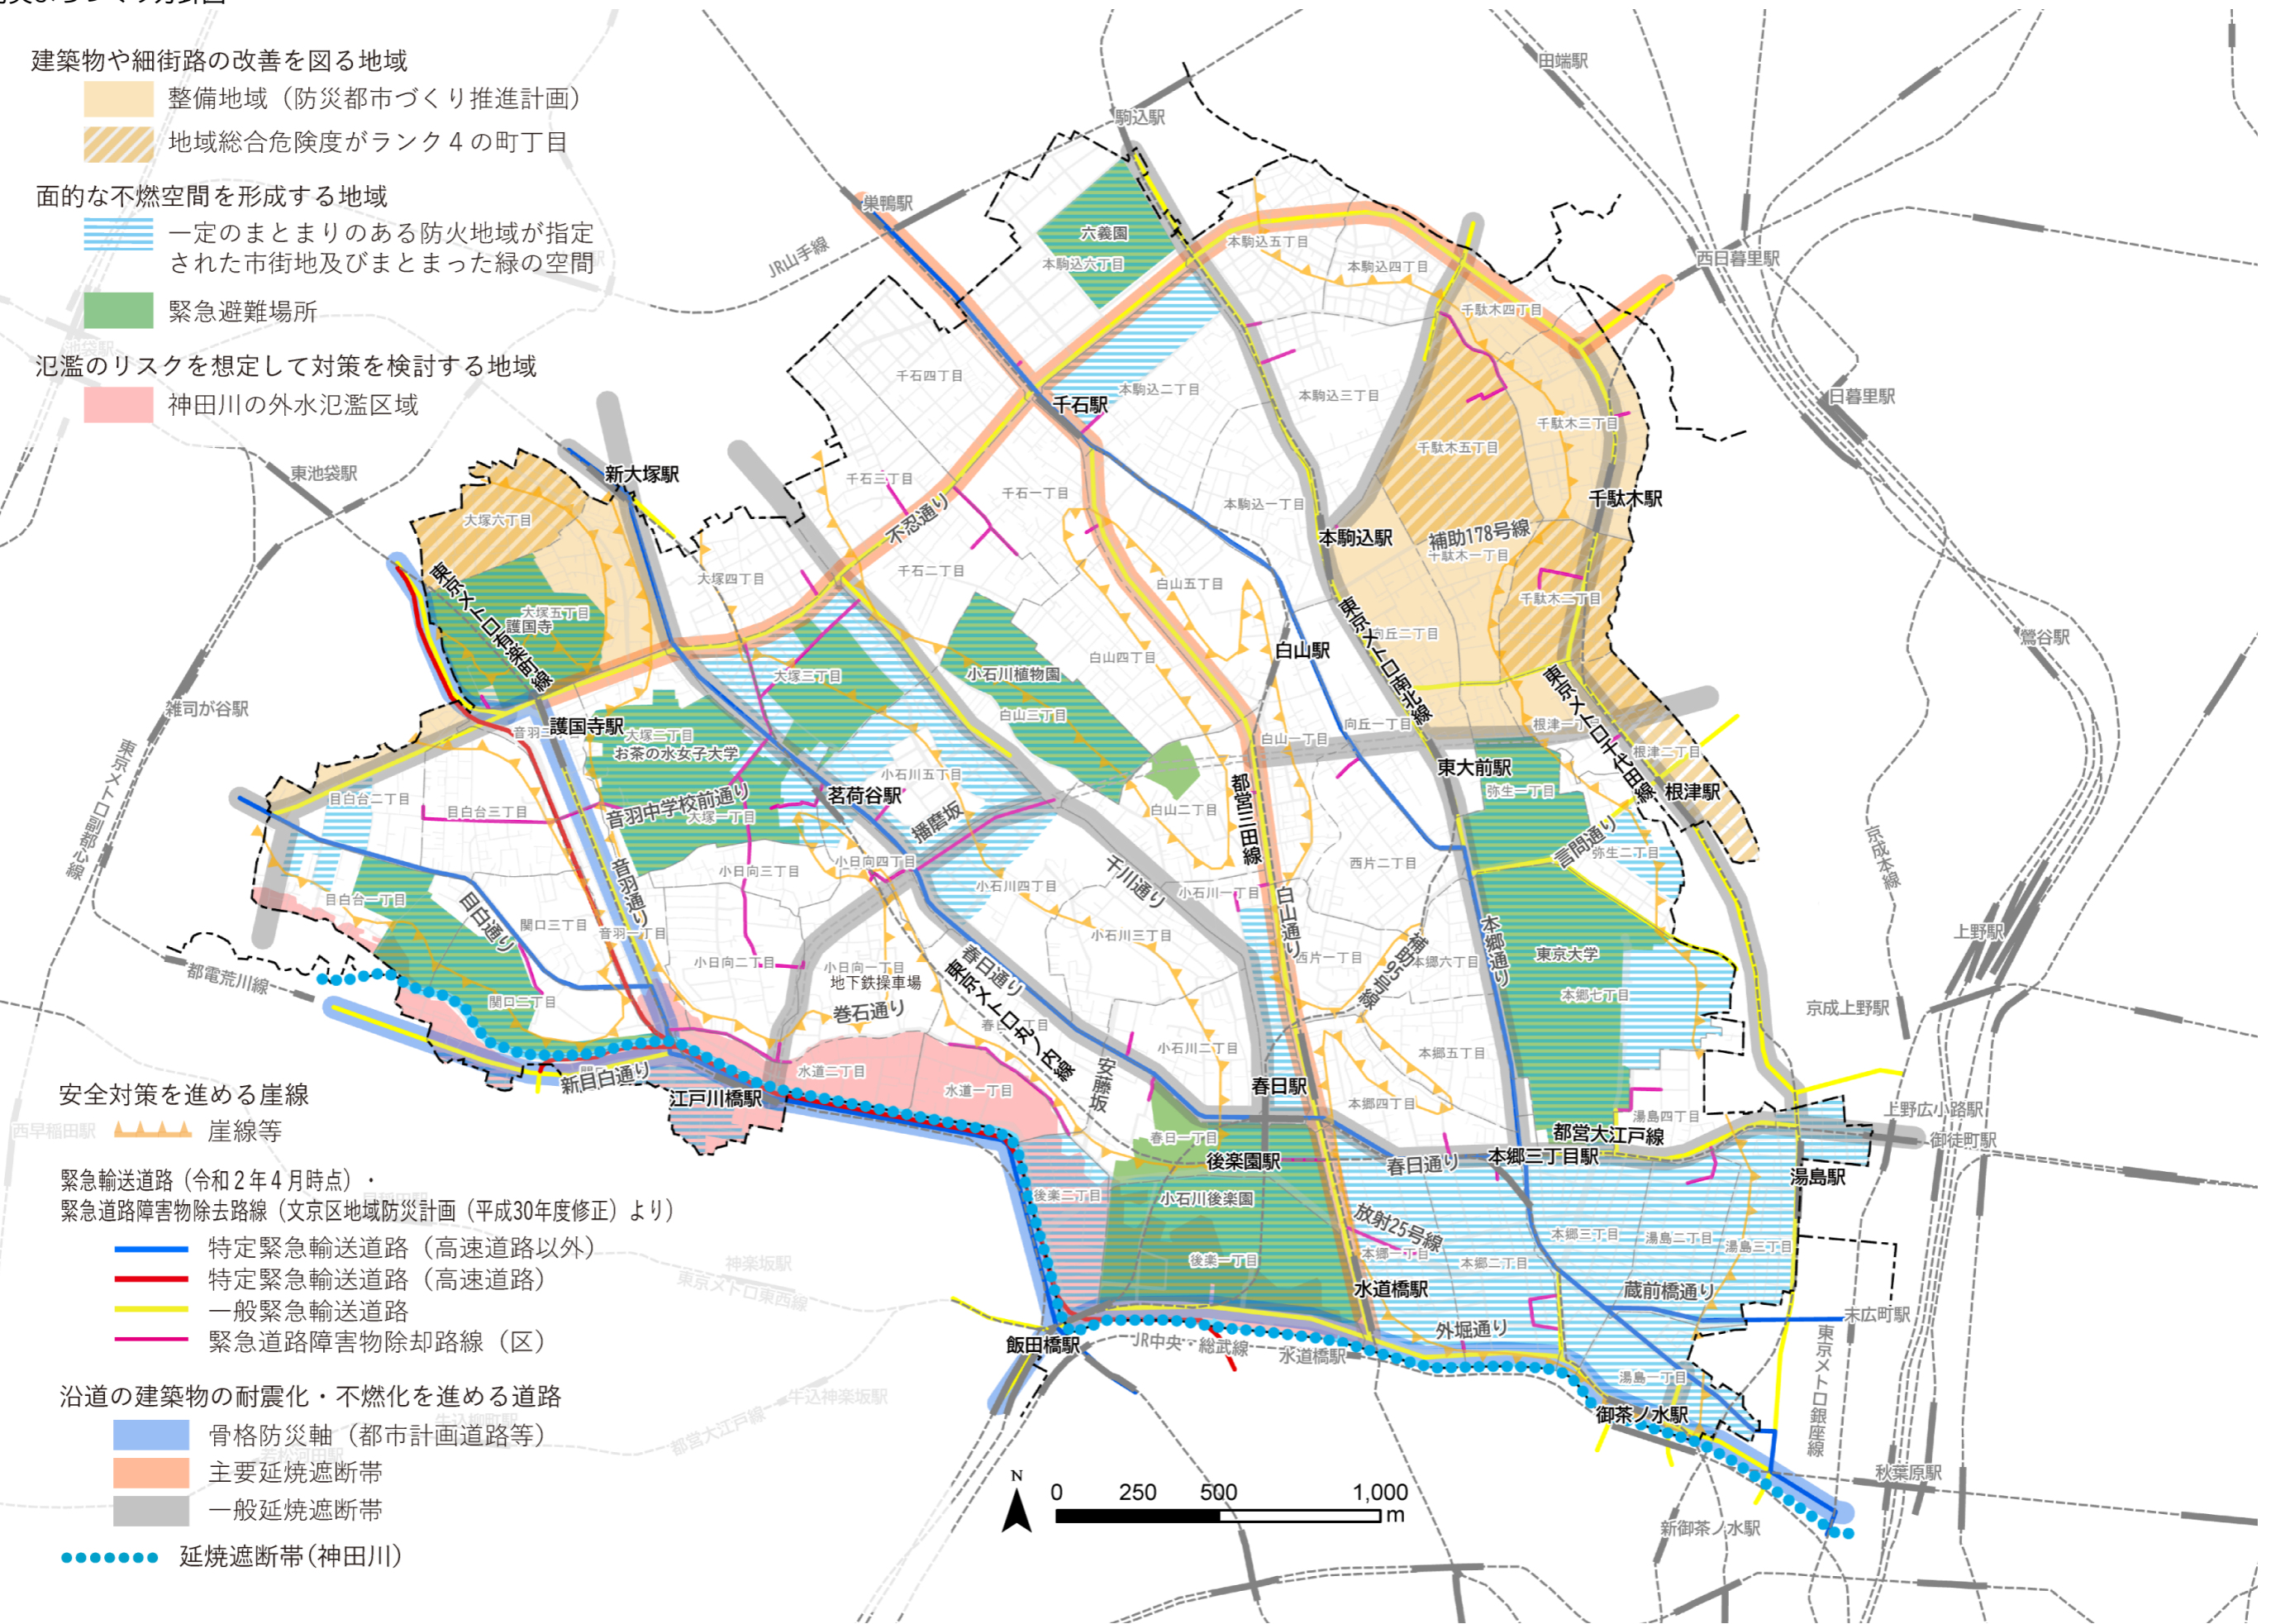 建築物や細街路の改善を図る地域
整備地域（防災都市づくり推進計画）
地域総合危険度がランク４の町丁目
面的な不燃空間を形成する地域
一定のまとまりのある防火地域が指定
された市街地及びまとまった緑の空間
緊急避難場所
氾濫のリスクを想定して対策を検討する地域
神田川の外水氾濫区域
田端駅
駒込駅
巣鴨駅
JR山手線
六義園
本駒込六丁目
本駒込五丁目
本駒込四丁目
西日暮里駅
千駄木四丁目
池袋駅
千石四丁目
千石駅
本駒込二丁目
本駒込三丁目
日暮里駅
千駄木三丁目
千駄木五丁目
東池袋駅
新大塚駅
千石三丁目
千石一丁目
本駒込一丁目
千駄木駅
大塚六丁目
不忍通り
本駒込駅
補助178号線
千駄木一丁目
東京メトロ有楽町線
大塚四丁目
千石二丁目
白山五丁目
千駄木二丁目
大塚五丁目
護国寺
東京メトロ南北線
向丘二丁目
鶯谷駅
白山駅
白山四丁目
小石川植物園
大塚三丁目
東京メトロ千代田線
雑司が谷駅
白山三丁目
護国寺駅
大塚二丁目
お茶の水女子大学
白山一丁目
向丘一丁目
根津二丁目
東京メトロ副都心線
都営三田線
小石川五丁目
東大前駅
根津駅
目白台二丁目
目白台三丁目
音羽中学校前通り
大塚一丁目
茗荷谷駅
播磨坂
白山二丁目
弥生一丁目
言問通り
弥生二丁目
京成本線
小日向四丁目
小日向三丁目
西片二丁目
千川通り
小石川四丁目
小石川一丁目
音羽通り
目白台一丁目
目白通り
関口三丁目
音羽一丁目
白山通り
本郷通り
小石川三丁目
上野駅
補助95号線
西片一丁目
本郷六丁目
東京大学
小日向二丁目
小日向一丁目
地下鉄操車場
春日通り
東京メトロ丸ノ内線
都電荒川線
本郷七丁目
関口二丁目
巻石通り
京成上野駅
小石川二丁目
本郷五丁目
安藤坂
水道二丁目
新目白通り
江戸川橋駅
水道一丁目
春日駅
本郷四丁目
湯島四丁目
上野広小路駅
安全対策を進める崖線
崖線等
西早稲田駅
春日一丁目
都営大江戸線
御徒町駅
後楽園駅
春日通り
本郷三丁目駅
湯島駅
緊急輸送道路（令和２年４月時点）・
緊急道路障害物除去路線（文京区地域防災計画（平成30年度修正）より）
後楽二丁目
小石川後楽園
放射25号線
特定緊急輸送道路（高速道路以外）
特定緊急輸送道路（高速道路）
一般緊急輸送道路
緊急道路障害物除却路線（区）
神楽坂駅
東京メトロ東西線
後楽一丁目
本郷一丁目
本郷二丁目
本郷三丁目
湯島二丁目
湯島三丁目
水道橋駅
蔵前橋通り
末広町駅
外堀通り
飯田橋駅
JR中央・総武線
水道橋駅
東京メトロ銀座線
湯島一丁目
沿道の建築物の耐震化・不燃化を進める道路
骨格防災軸（都市計画道路等）
主要延焼遮断帯
一般延焼遮断帯
延焼遮断帯（神田川）
牛込神楽坂駅
牛込柳町駅
都営大江戸線
若松河田駅
御茶ノ水駅
秋葉原駅
新御茶ノ水駅
N
0 250 500 1,000
m